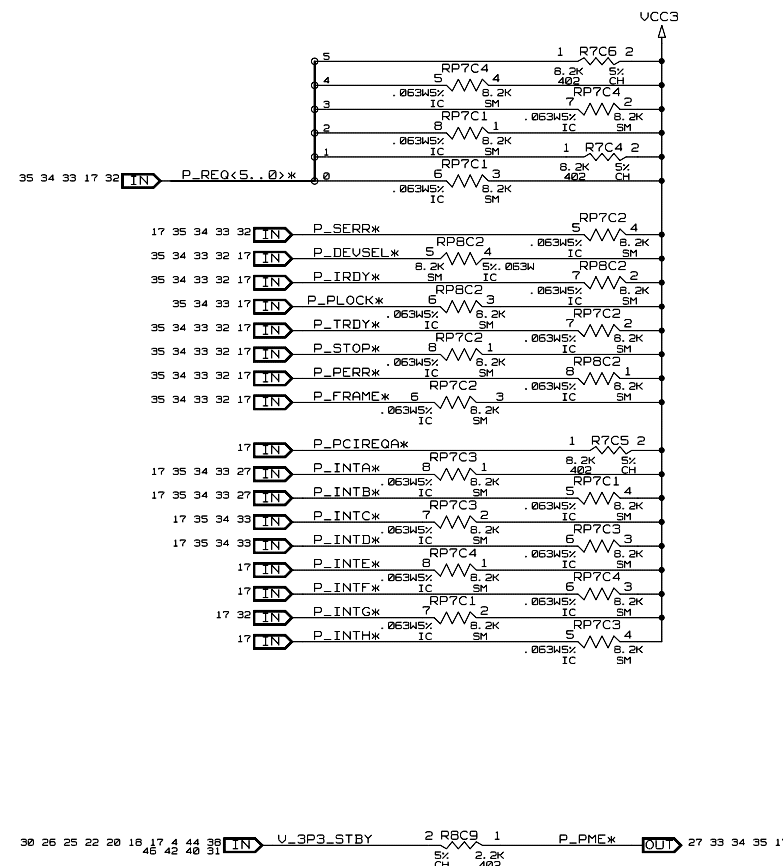 VCC3
5 1 R7C6 2
8.2K 5%
402 CH
4 RP7C4 5 4
.063W5% 8.2K
IC SM
3 RP7C4 7 2
.063W5% 8.2K
IC SM
2 RP7C1 8 1
.063W5% 8.2K
IC SM
1 1 R7C4 2
8.2K 5%
402 CH
35 34 33 17 32 IN P_REQ<5..0>* 0 RP7C1 6 3
.063W5% 8.2K
IC SM
17 35 34 33 32 IN P_SERR* RP7C2 5 4
.063W5% 8.2K
IC SM
35 34 33 32 17 IN P_DEVSEL* RP8C2 5 4
8.2K 5%.063W
SM IC
35 34 33 32 17 IN P_IRDY* RP8C2 7 2
.063W5% 8.2K
IC SM
35 34 33 17 IN P_PLOCK* RP8C2 6 3
.063W5% 8.2K
IC SM
35 34 33 32 17 IN P_TRDY* RP7C2 7 2
.063W5% 8.2K
IC SM
35 34 33 32 17 IN P_STOP* RP7C2 8 1
.063W5% 8.2K
IC SM
35 34 33 32 17 IN P_PERR* RP8C2 8 1
.063W5% 8.2K
IC SM
35 34 33 32 17 IN P_FRAME* RP7C2 6 3
.063W5% 8.2K
IC SM
17 IN P_PCIREQA* 1 R7C5 2
8.2K 5%
402 CH
17 35 34 33 27 IN P_INTA* RP7C3 8 1
.063W5% 8.2K
IC SM
17 35 34 33 27 IN P_INTB* RP7C1 5 4
.063W5% 8.2K
IC SM
17 35 34 33 IN P_INTC* RP7C3 7 2
.063W5% 8.2K
IC SM
17 35 34 33 IN P_INTD* RP7C3 6 3
.063W5% 8.2K
IC SM
17 IN P_INTE* RP7C4 8 1
.063W5% 8.2K
IC SM
17 IN P_INTF* RP7C4 6 3
.063W5% 8.2K
IC SM
17 32 IN P_INTG* RP7C1 7 2
.063W5% 8.2K
IC SM
17 IN P_INTH* RP7C3 5 4
.063W5% 8.2K
IC SM
30 26 25 22 20 18 17 4 44 38 IN V_3P3_STBY 2 R8C9 1 P_PME* OUT 27 33 34 35
46 42 40 31
5% 2.2K
CH 402